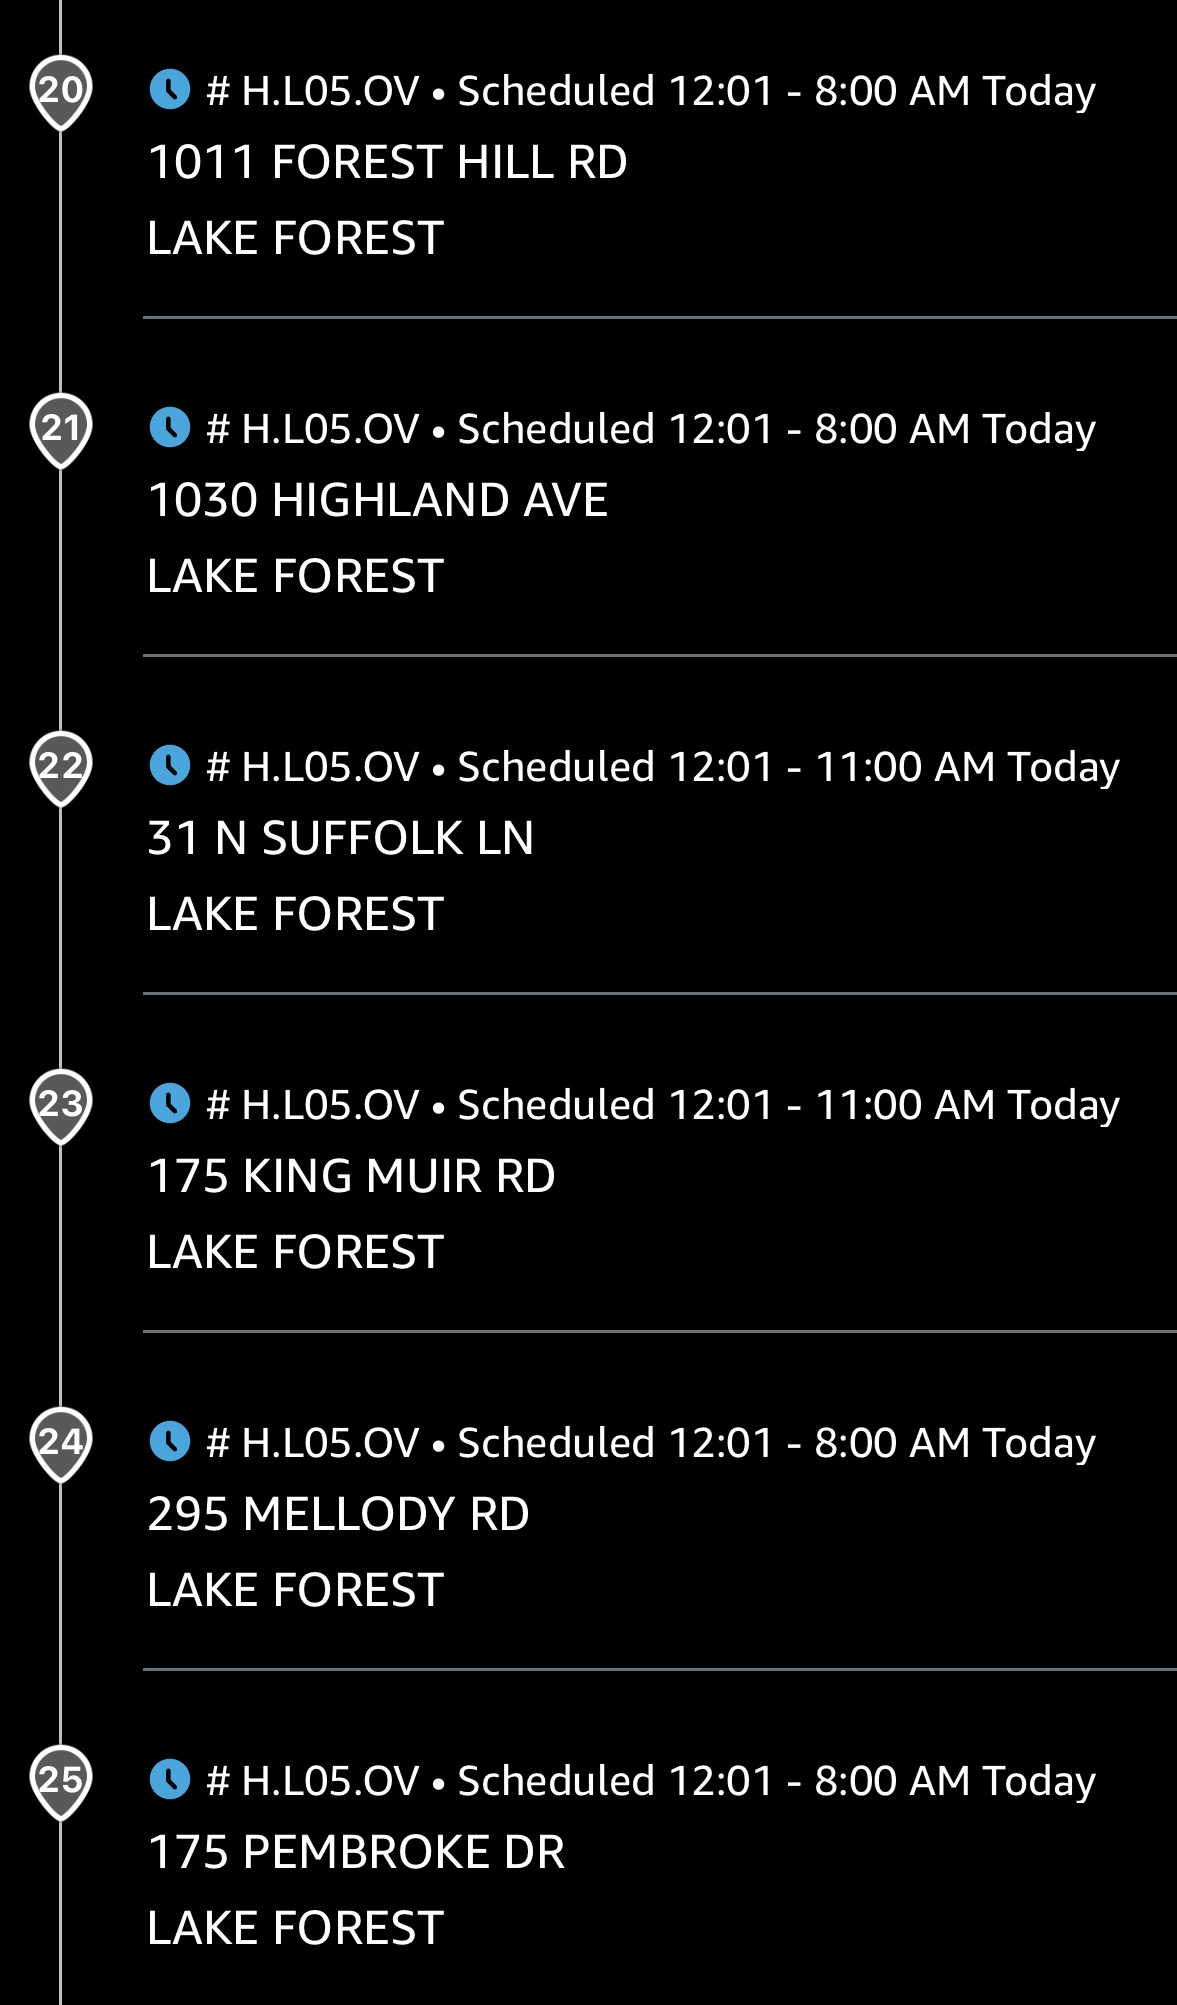 20
# H.L05.OV • Scheduled 12:01 - 8:00 AM Today
1011 FOREST HILL RD
LAKE FOREST
21
# H.L05.OV • Scheduled 12:01 - 8:00 AM Today
1030 HIGHLAND AVE
LAKE FOREST
22
# H.L05.OV • Scheduled 12:01 - 11:00 AM Today
31 N SUFFOLK LN
LAKE FOREST
23
# H.L05.OV • Scheduled 12:01 - 11:00 AM Today
175 KING MUIR RD
LAKE FOREST
24
# H.L05.OV • Scheduled 12:01 - 8:00 AM Today
295 MELLODY RD
LAKE FOREST
25
# H.L05.OV • Scheduled 12:01 - 8:00 AM Today
175 PEMBROKE DR
LAKE FOREST